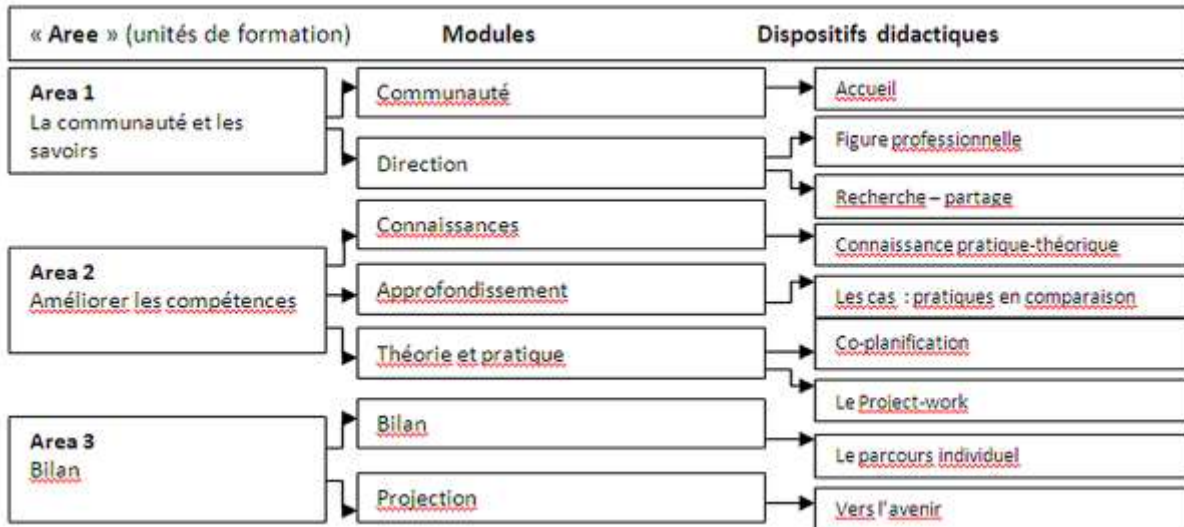 « Aree » (unités de formation) Modules Dispositifs didactiques
Area 1
La communauté et les
savoirs
Communauté
Direction
Accueil
Figure professionnelle
Recherche – partage
Area 2
Améliorer les compétences
Connaissances
Approfondissement
Théorie et pratique
Connaissance pratique-théorique
Les cas : pratiques en comparaison
Co-planification
Le Project-work
Area 3
Bilan
Bilan
Projection
Le parcours individuel
Vers l'avenir